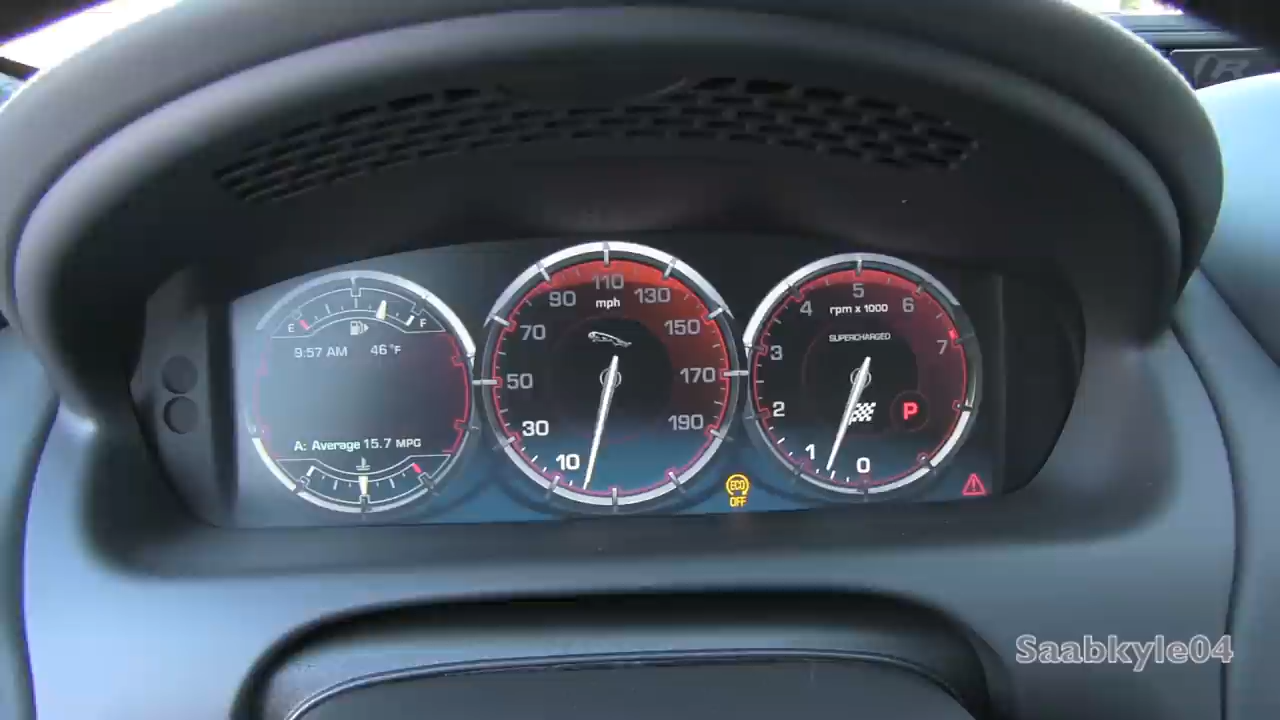 R
E
F
9:57 AM 46°F
A: Average 15.7 MPG
10
30
50
70
90
110
130
150
170
190
mph
ECO
OFF
0
1
2
3
4
5
6
7
rpm x 1000
SUPERCHARGED
P
Saabkyle04